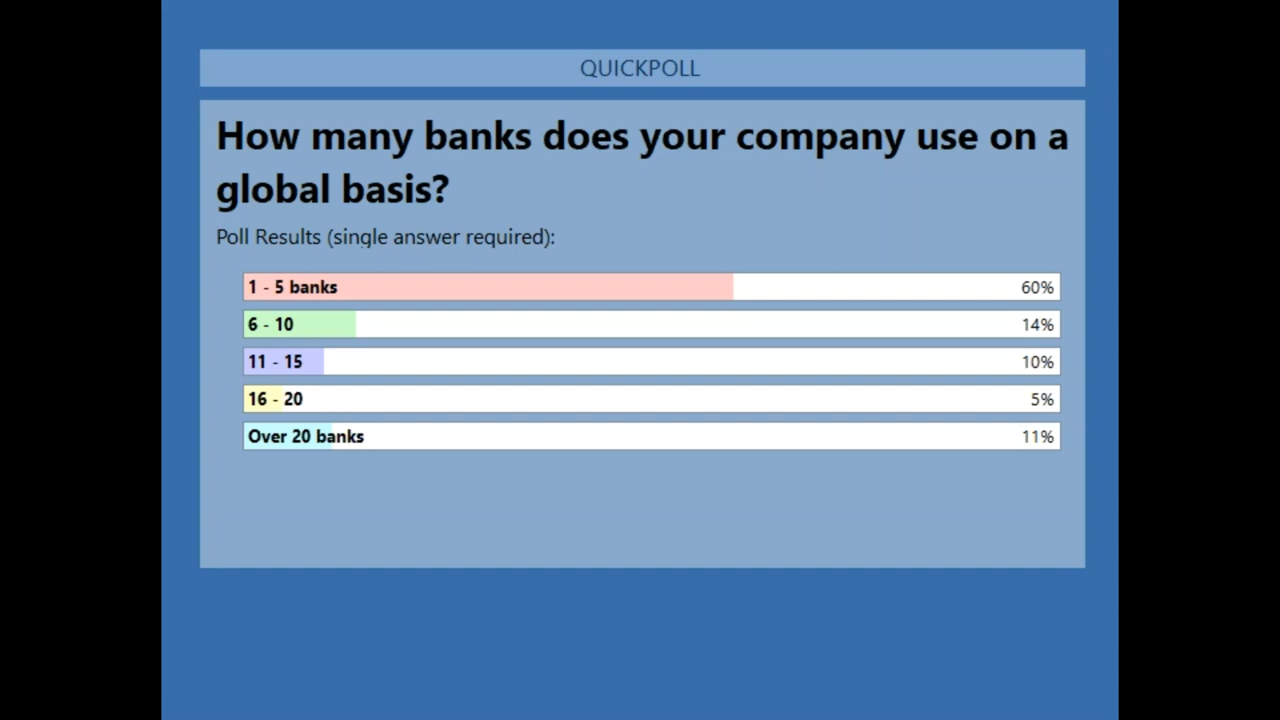 QUICKPOLL
How many banks does your company use on a
global basis?
Poll Results (single answer required):
1 - 5 banks 60%
6 - 10 14%
11 - 15 10%
16 - 20 5%
Over 20 banks 11%